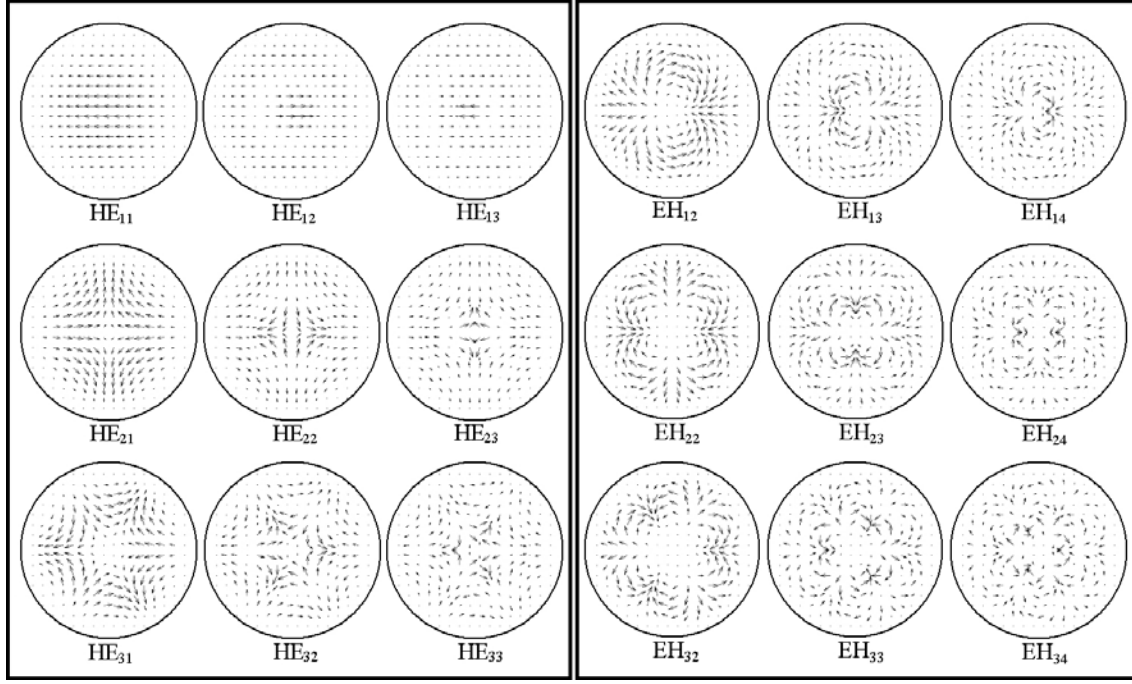 HE₁₁ HE₁₂ HE₁₃ EH₁₂ EH₁₃ EH₁₄
HE₂₁ HE₂₂ HE₂₃ EH₂₂ EH₂₃ EH₂₄
HE₃₁ HE₃₂ HE₃₃ EH₃₂ EH₃₃ EH₃₄